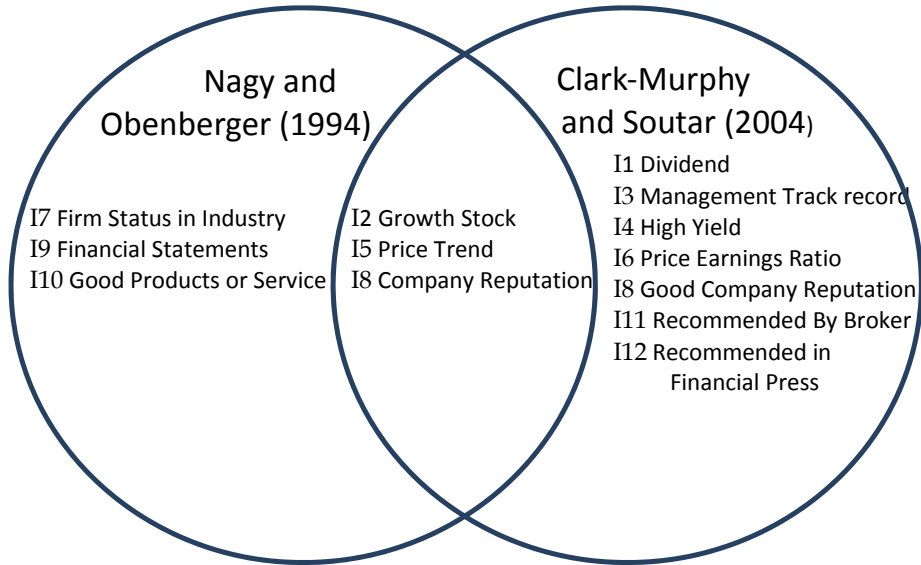 Nagy and
Obenberger (1994)
I7 Firm Status in Industry
I9 Financial Statements
I10 Good Products or Service
I2 Growth Stock
I5 Price Trend
I8 Company Reputation
Clark-Murphy
and Soutar (2004)
I1 Dividend
I3 Management Track record
I4 High Yield
I6 Price Earnings Ratio
I8 Good Company Reputation
I11 Recommended By Broker
I12 Recommended in
Financial Press